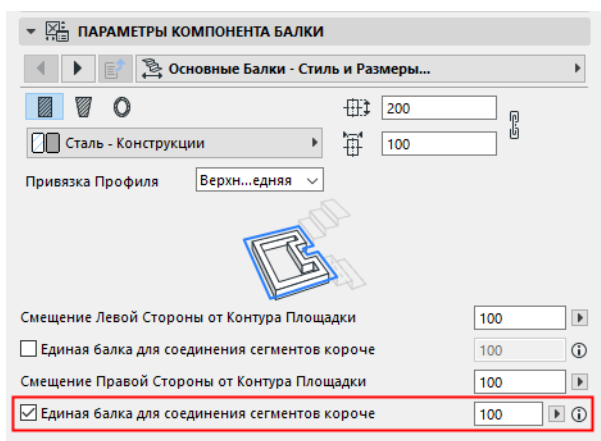 ПАРАМЕТРЫ КОМПОНЕНТА БАЛКИ
Основные Балки - Стиль и Размеры...
200
Сталь - Конструкции
100
Привязка Профиля Верхн...едняя
Смещение Левой Стороны от Контура Площадки 100
Единая балка для соединения сегментов короче 100
Смещение Правой Стороны от Контура Площадки 100
Единая балка для соединения сегментов короче 100